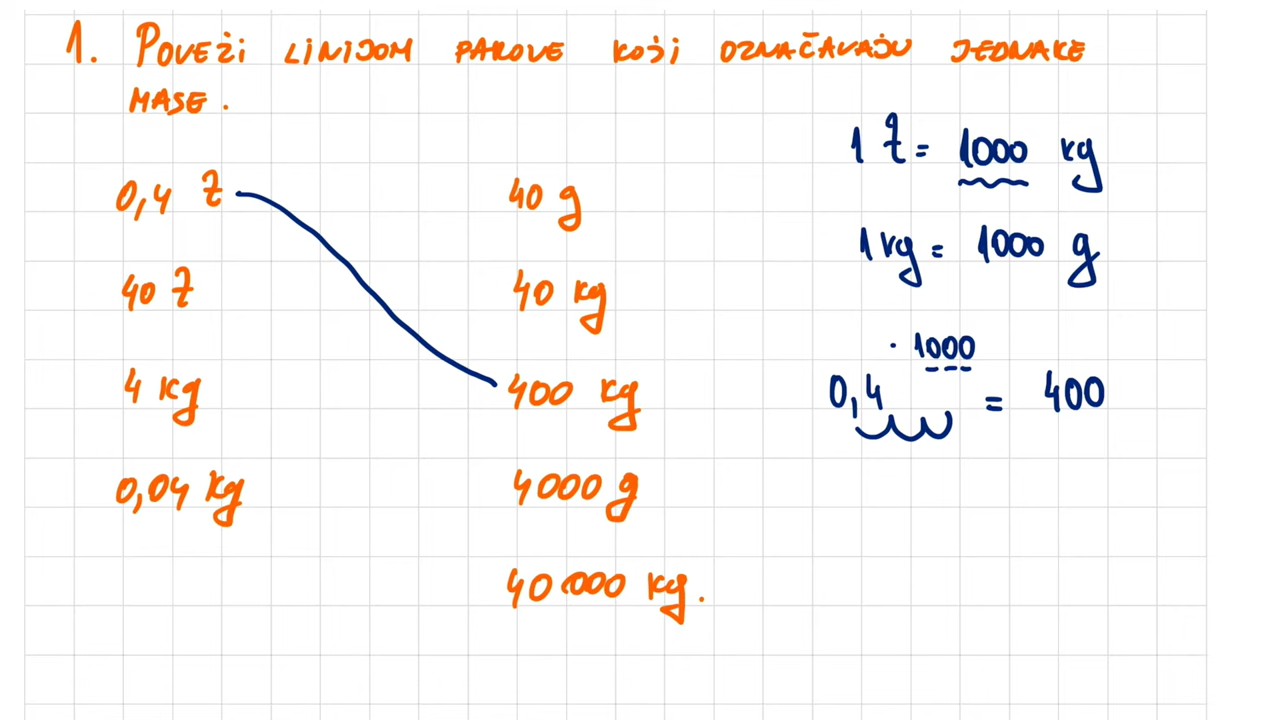 1. Poveži linijom parove koji označavaju jednake
mase.
0,4 t
40 g
40 t
40 kg
4 kg
400 kg
0,04 kg
4000 g
40 000 kg.
1 t = 1000 kg
1 kg = 1000 g
· 1000
0,4 = 400